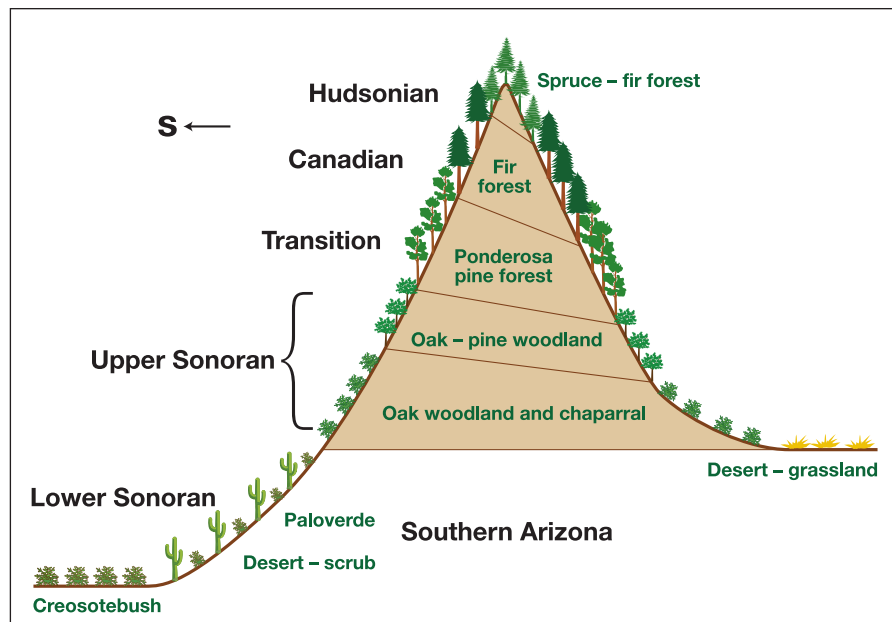 Spruce – fir forest
Hudsonian
S
Canadian
Fir
forest
Transition
Ponderosa
pine forest
Oak – pine woodland
Upper Sonoran
Oak woodland and chaparral
Desert – grassland
Lower Sonoran
Paloverde
Southern Arizona
Desert – scrub
Creosotebush